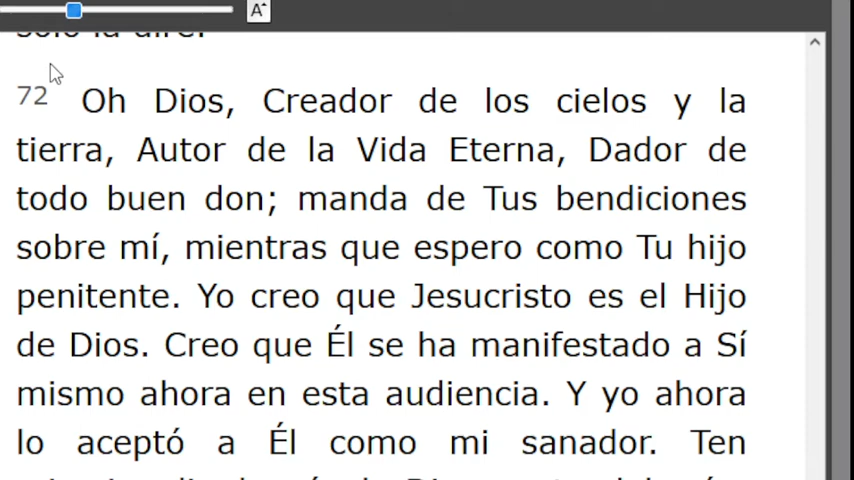 A
solo la diré.
72 Oh Dios, Creador de los cielos y la
tierra, Autor de la Vida Eterna, Dador de
todo buen don; manda de Tus bendiciones
sobre mí, mientras que espero como Tu hijo
penitente. Yo creo que Jesucristo es el Hijo
de Dios. Creo que Él se ha manifestado a Sí
mismo ahora en esta audiencia. Y yo ahora
lo aceptó a Él como mi sanador. Ten